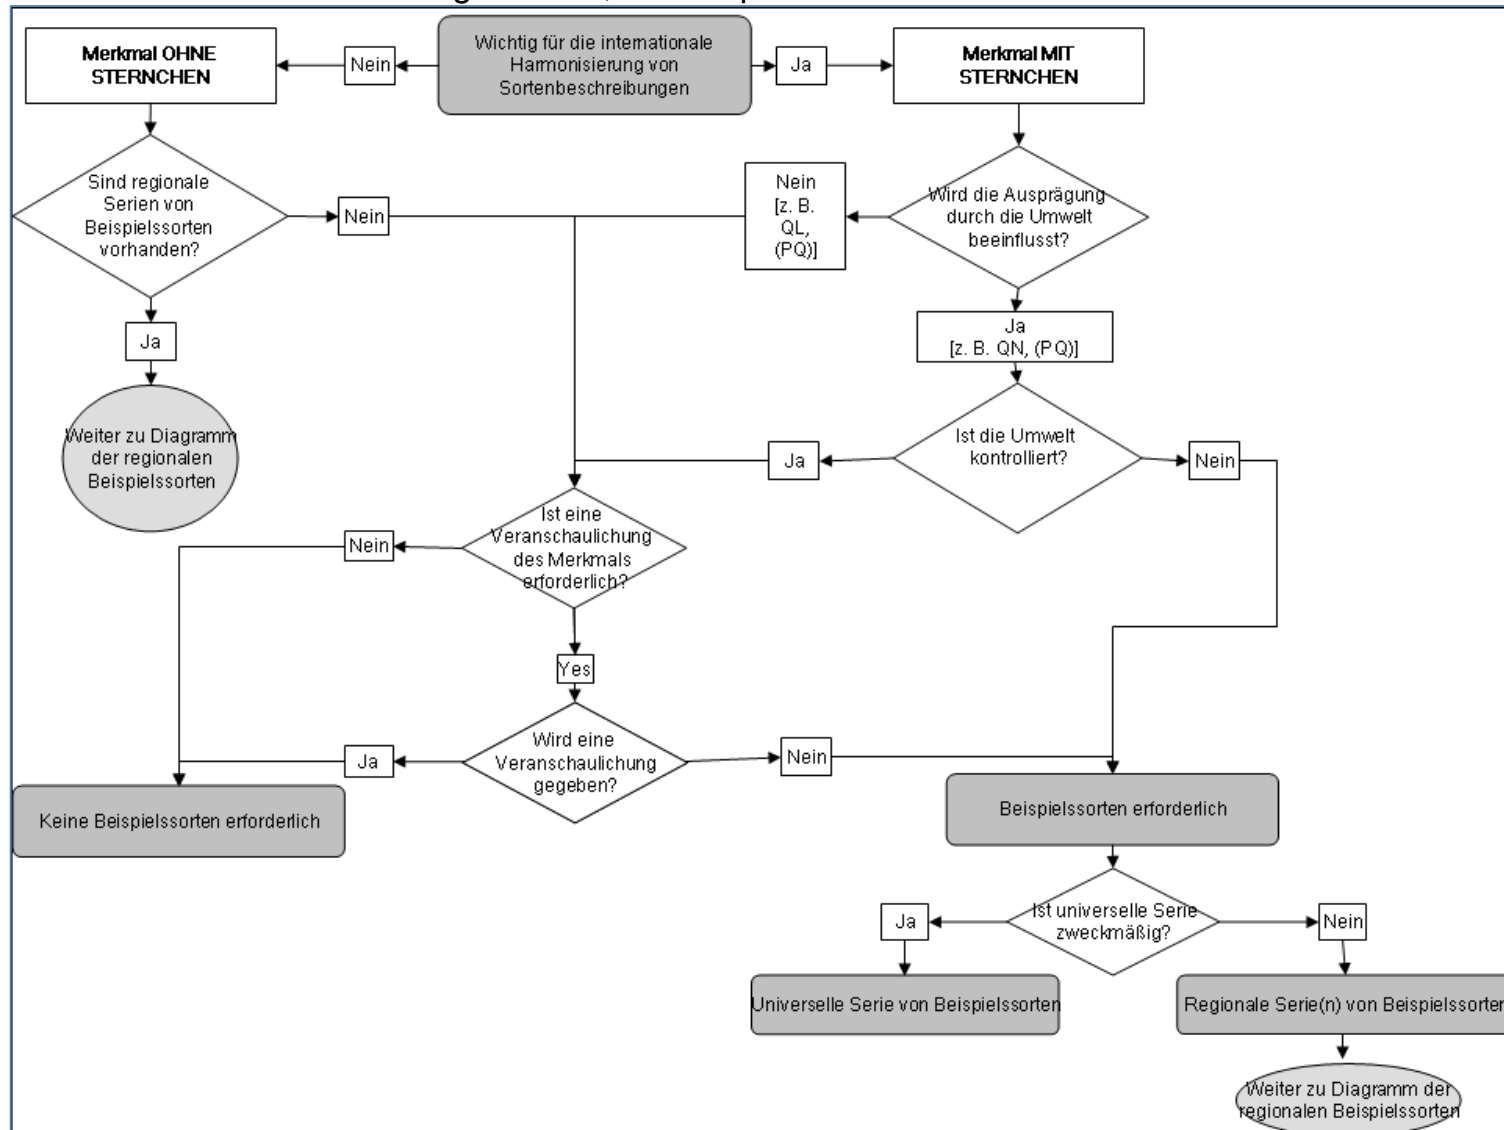 Merkmal OHNE
STERNCHEN
Nein
Wichtig für die internationale
Harmonisierung von
Sortenbeschreibungen
Ja
Merkmal MIT
STERNCHEN
Sind regionale
Serien von
Beispielssorten
vorhanden?
Nein
Nein
[z. B.
QL,
(PQ)]
Wird die Ausprägung
durch die Umwelt
beeinflusst?
Ja
Ja
[z. B. QN, (PQ)]
Weiter zu Diagramm
der regionalen
Beispielssorten
Ja
Ist die Umwelt
kontrolliert?
Nein
Nein
Ist eine
Veranschaulichung
des Merkmals
erforderlich?
Yes
Ja
Wird eine
Veranschaulichung
gegeben?
Nein
Keine Beispielssorten erforderlich
Beispielssorten erforderlich
Ja
Ist universelle Serie
zweckmäßig?
Nein
Universelle Serie von Beispielssorten
Regionale Serie(n) von Beispielssorten
Weiter zu Diagramm der
regionalen Beispielssorten